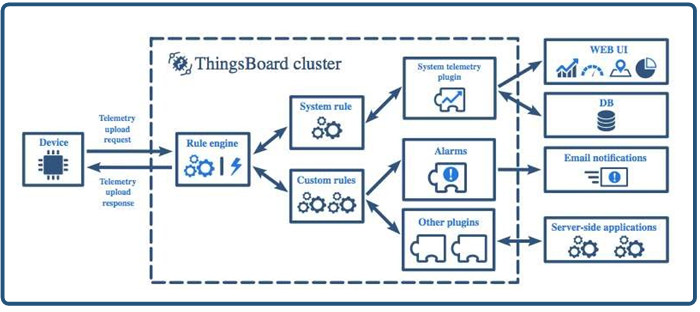 ThingsBoard cluster
Device
Telemetry
upload
request
Telemetry
upload
response
Rule engine
System rule
Custom rules
System telemetry
plugin
Alarms
Other plugins
WEB UI
DB
Email notifications
Server-side applications